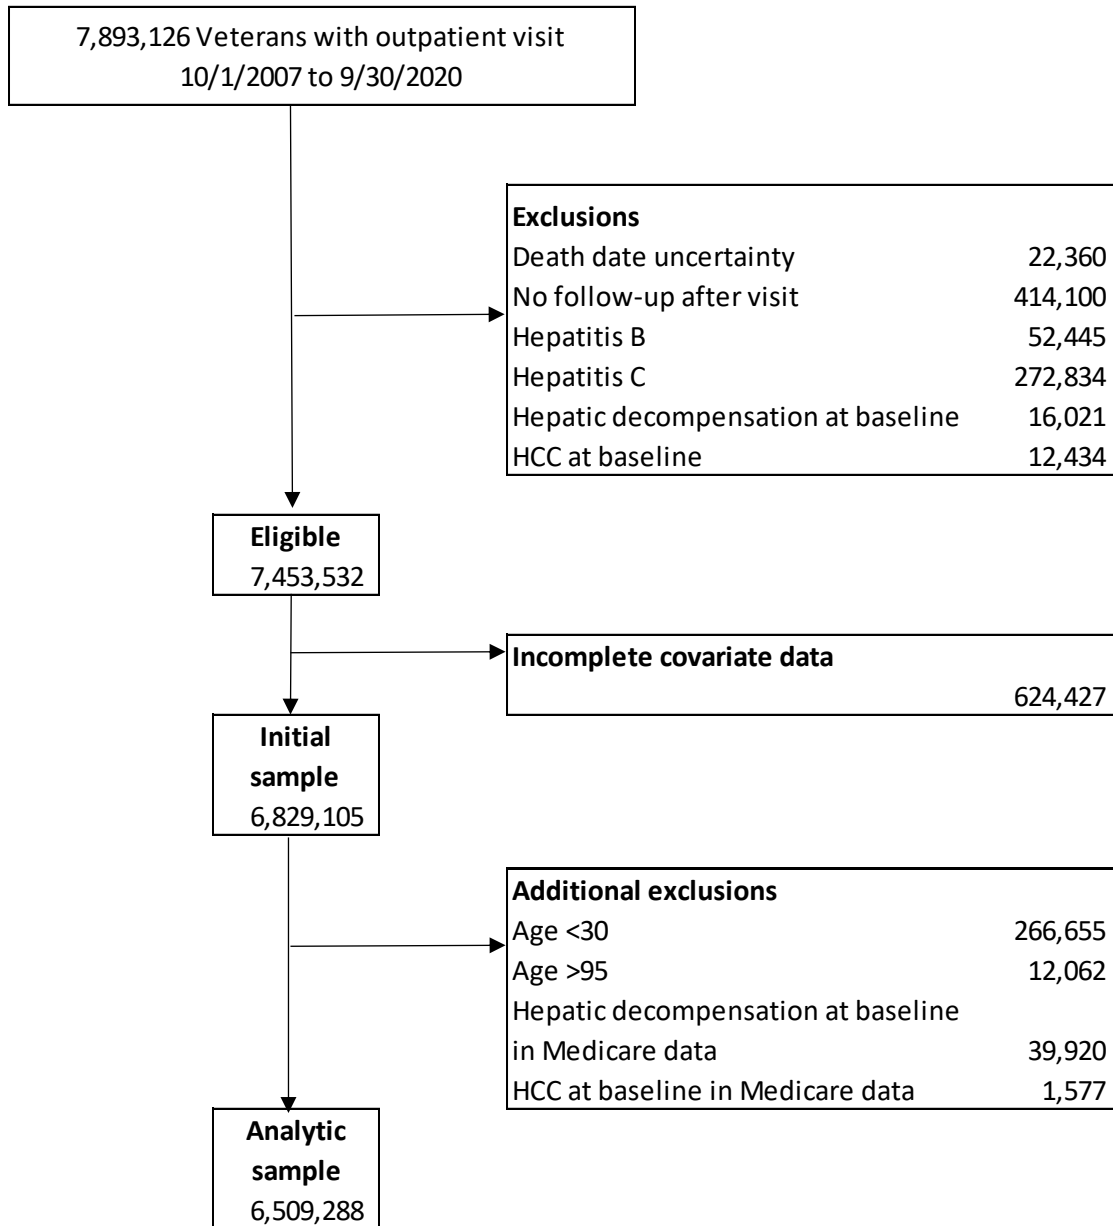 7,893,126 Veterans with outpatient visit
10/1/2007 to 9/30/2020
Exclusions
Death date uncertainty 22,360
No follow-up after visit 414,100
Hepatitis B 52,445
Hepatitis C 272,834
Hepatic decompensation at baseline 16,021
HCC at baseline 12,434
Eligible
7,453,532
Incomplete covariate data
624,427
Initial
sample
6,829,105
Additional exclusions
Age <30 266,655
Age >95 12,062
Hepatic decompensation at baseline
in Medicare data 39,920
HCC at baseline in Medicare data 1,577
Analytic
sample
6,509,288